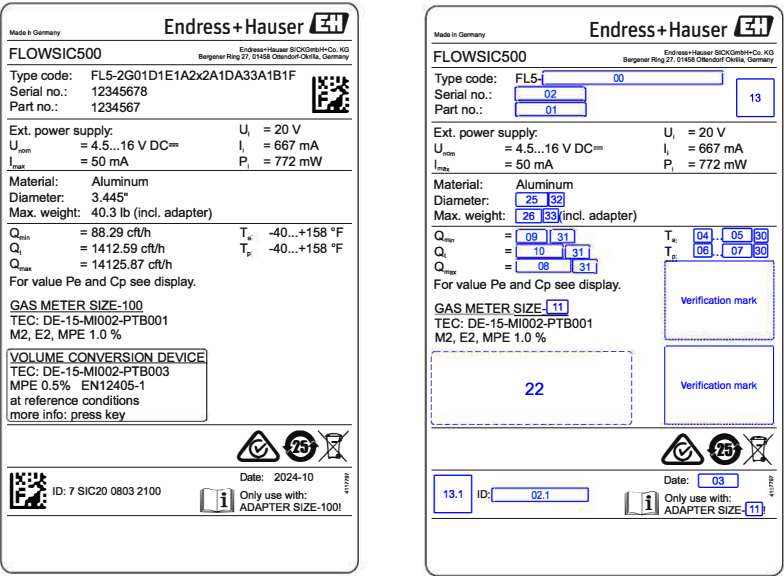 Made in Germany
Endress+Hauser EH
FLOWSIC500
Endress+Hauser SICKGmbH+Co. KG
Bergener Ring 27, 01458 Ottendorf-Okrilla, Germany
Type code: FL5-2G01D1E1A2x2A1DA33A1B1F
Serial no.: 12345678
Part no.: 1234567
Ext. power supply: Ui = 20 V
Unom = 4.5...16 V DC⎓ Ii = 667 mA
Imax = 50 mA Pi = 772 mW
Material: Aluminum
Diameter: 3.445"
Max. weight: 40.3 lb (incl. adapter)
Qmin = 88.29 cft/h Ta: -40...+158 °F
Qt = 1412.59 cft/h Tp: -40...+158 °F
Qmax = 14125.87 cft/h
For value Pe and Cp see display.
GAS METER SIZE-100
TEC: DE-15-MI002-PTB001
M2, E2, MPE 1.0 %
VOLUME CONVERSION DEVICE
TEC: DE-15-MI002-PTB003
MPE 0.5% EN12405-1
at reference conditions
more info: press key
25
ID: 7 SIC20 0803 2100
Date: 2024-10
i Only use with:
ADAPTER SIZE-100!
4117797
Made in Germany
Endress+Hauser EH
FLOWSIC500
Endress+Hauser SICKGmbH+Co. KG
Bergener Ring 27, 01458 Ottendorf-Okrilla, Germany
Type code: FL5- 00
Serial no.: 02
Part no.: 01
13
Ext. power supply: Ui = 20 V
Unom = 4.5...16 V DC⎓ Ii = 667 mA
Imax = 50 mA Pi = 772 mW
Material: Aluminum
Diameter: 25 32
Max. weight: 26 33 (incl. adapter)
Qmin = 09 31 Ta: 04 ... 05 30
Qt = 10 31 Tp: 06 ... 07 30
Qmax = 08 31
For value Pe and Cp see display.
Verification mark
GAS METER SIZE- 11
TEC: DE-15-MI002-PTB001
M2, E2, MPE 1.0 %
22
Verification mark
25
13.1 ID: 02.1
Date: 03
i Only use with:
ADAPTER SIZE- 11 !
4117797